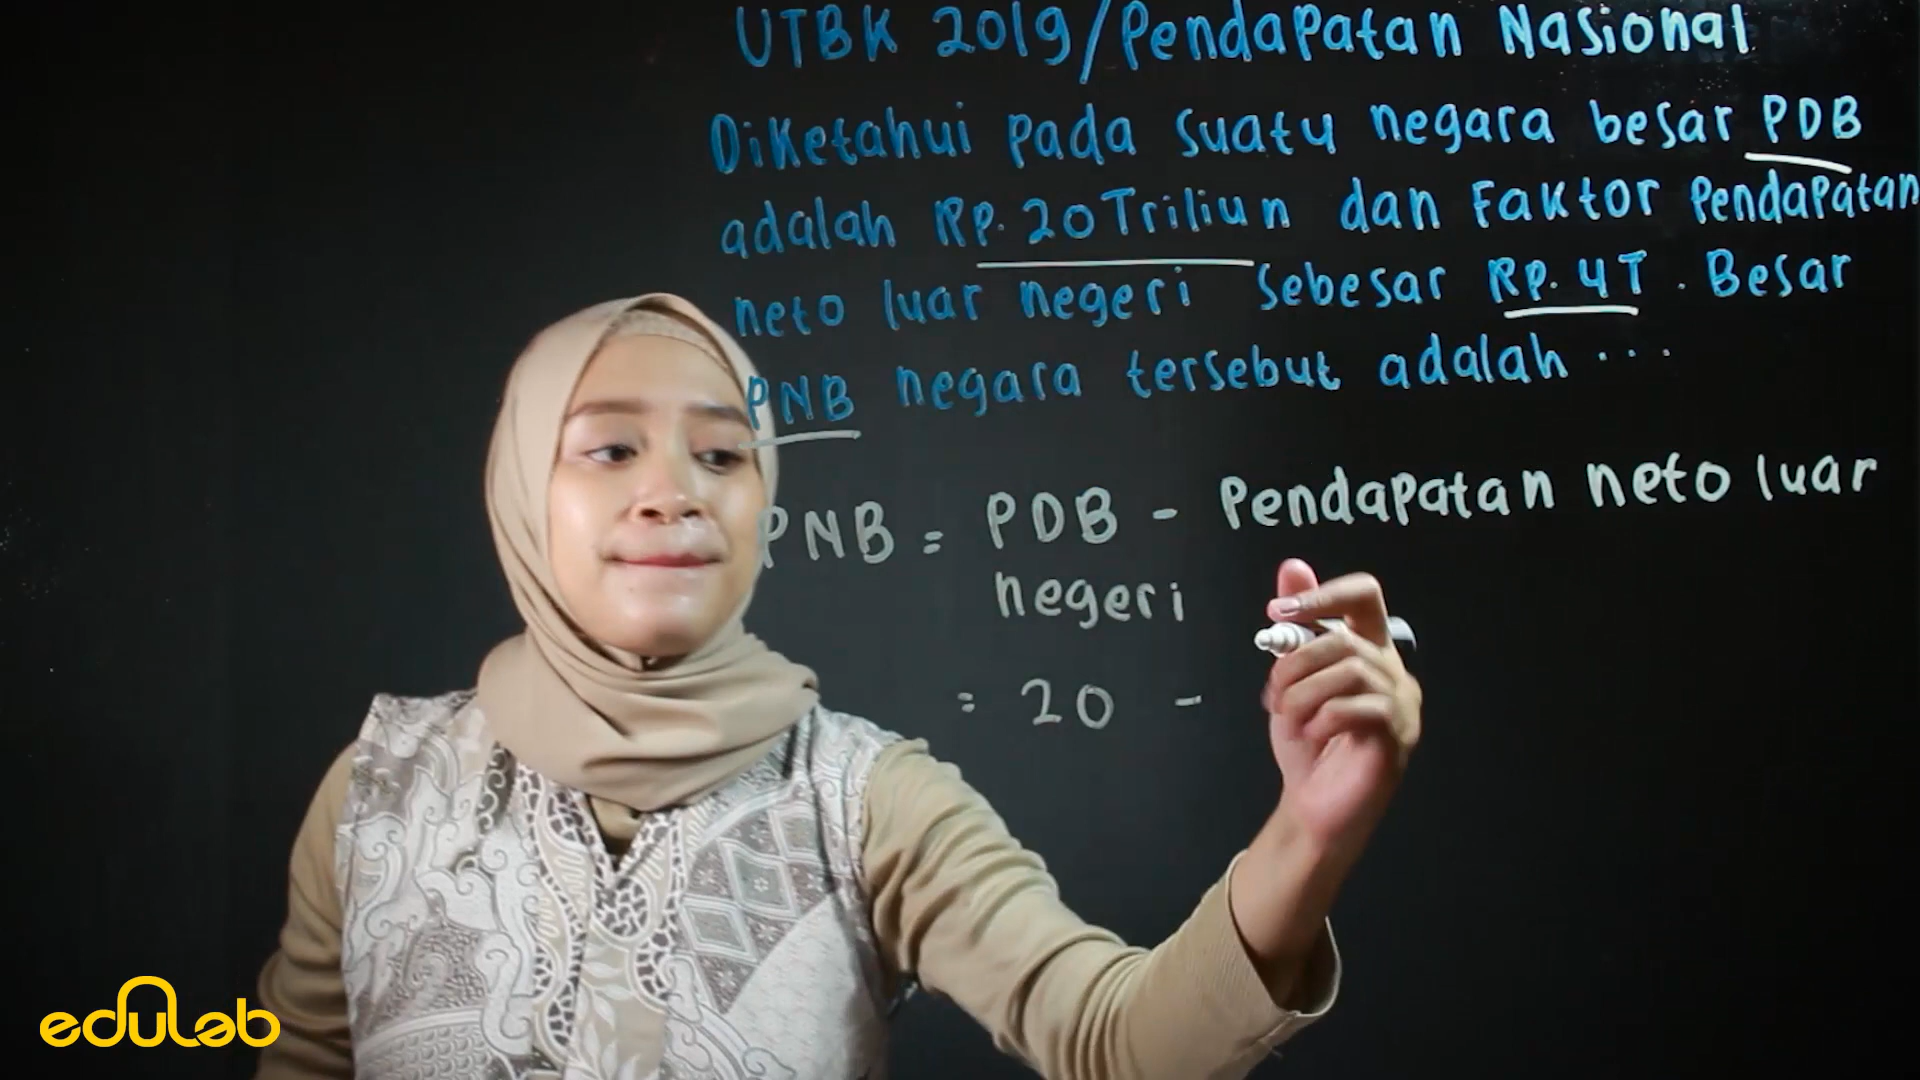 UTBK 2019/Pendapatan Nasional
Diketahui pada suatu negara besar PDB
adalah Rp. 20 Triliun dan Faktor Pendapatan
neto luar negeri sebesar Rp. 4T. Besar
PNB negara tersebut adalah ...
PNB = PDB - Pendapatan neto luar
negeri
= 20 -
edulab